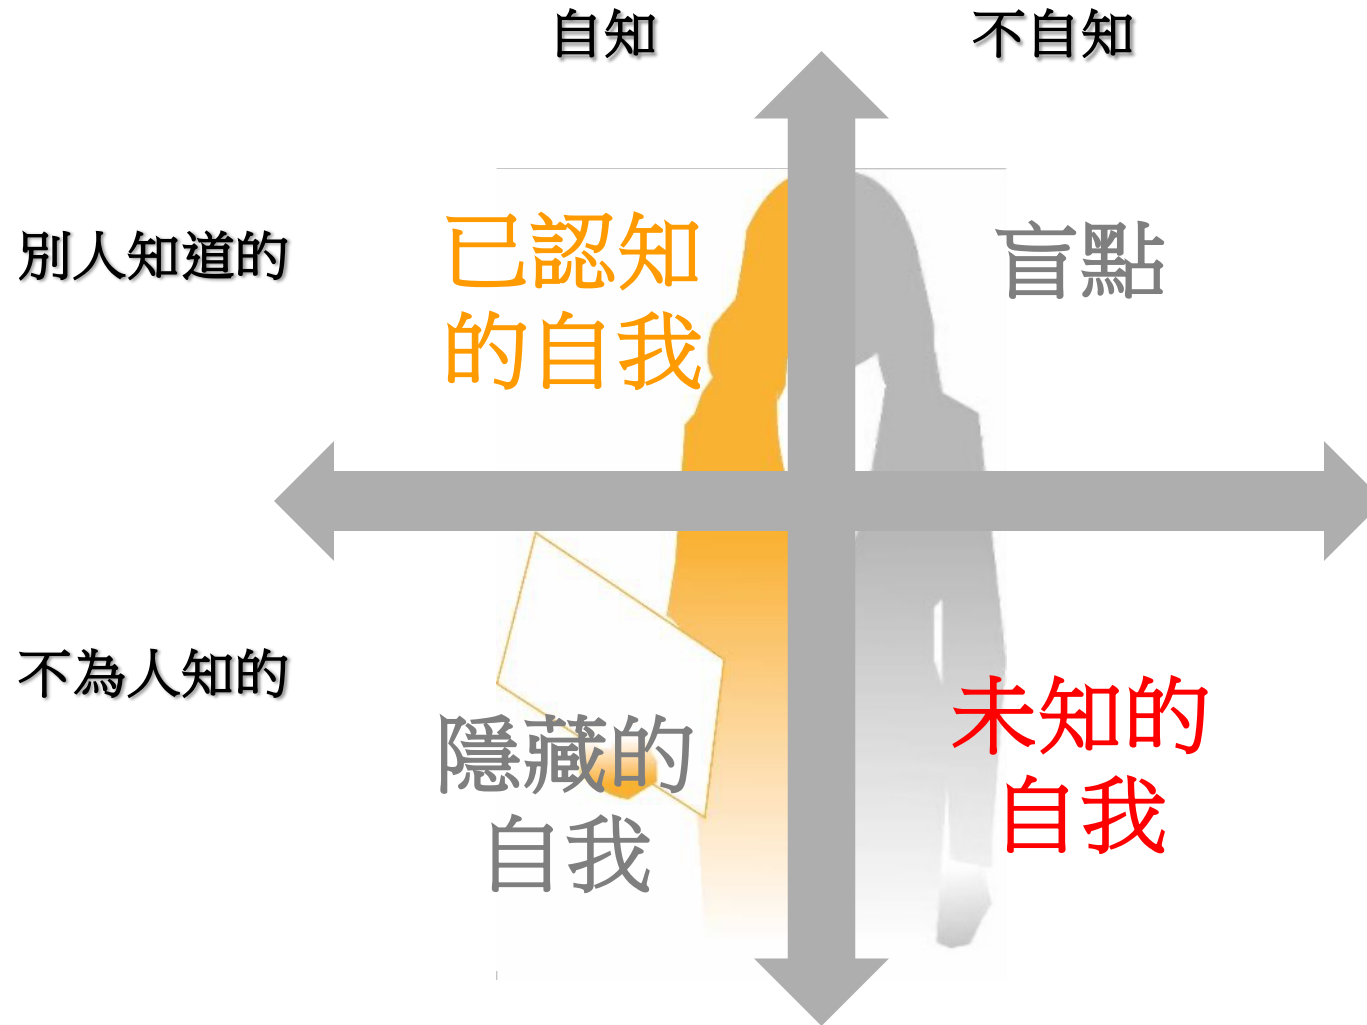 自知
不自知
別人知道的
已認知
的自我
盲點
不為人知的
隱藏的
自我
未知的
自我